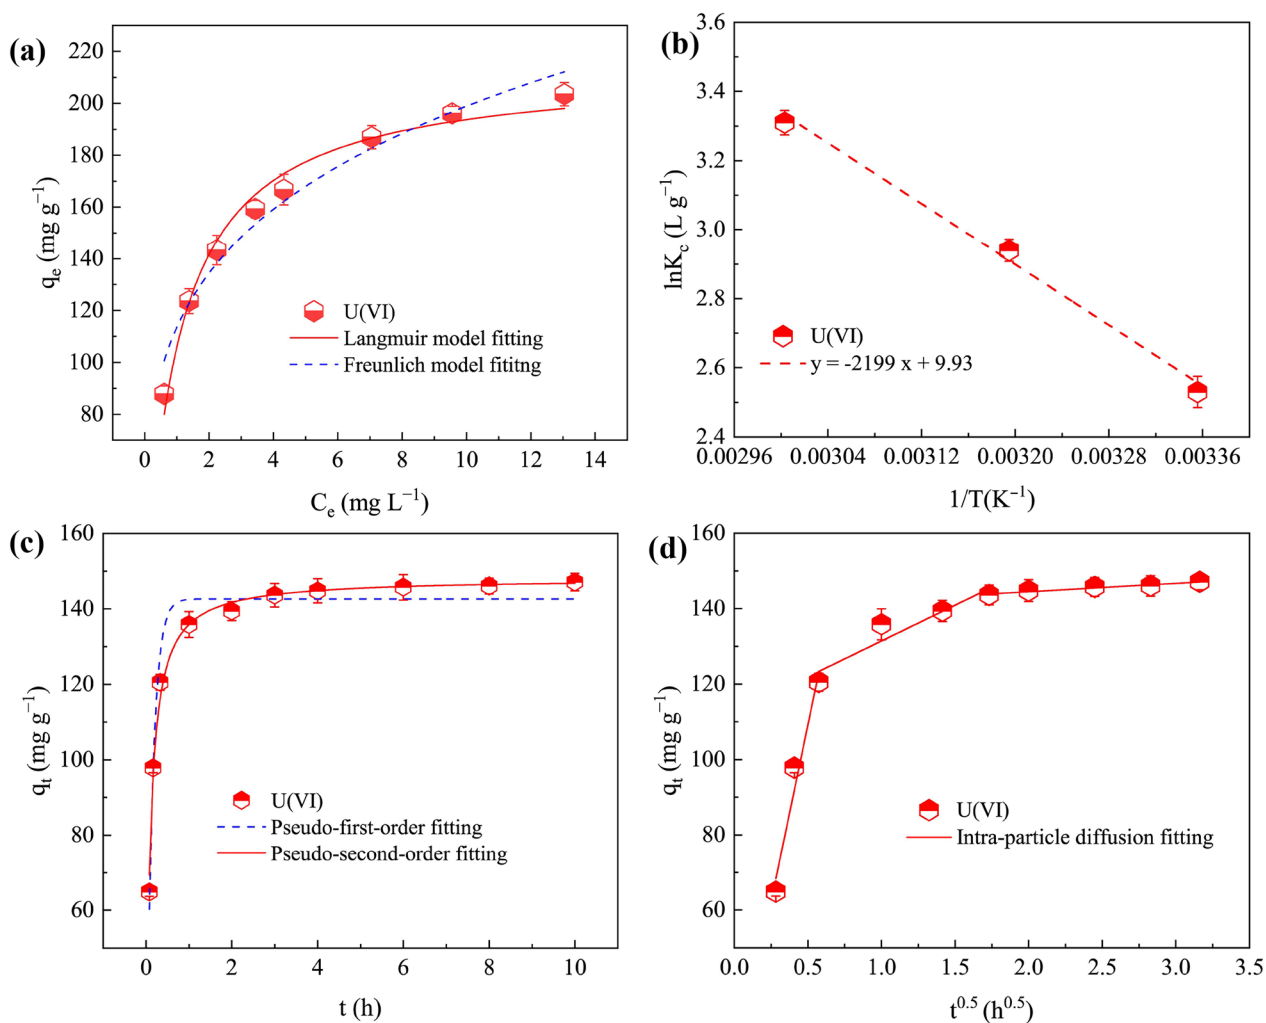 (a)
220
200
180
160
140
120
100
80
qₑ (mg g⁻¹)
U(VI)
Langmuir model fitting
Freunlich model fititng
0 2 4 6 8 10 12 14
Cₑ (mg L⁻¹)
(b)
3.6
3.4
3.2
3.0
2.8
2.6
2.4
lnK_c (L g⁻¹)
U(VI)
y = -2199 x + 9.93
0.00296 0.00304 0.00312 0.00320 0.00328 0.00336
1/T(K⁻¹)
(c)
160
140
120
100
80
60
qₜ (mg g⁻¹)
U(VI)
Pseudo-first-order fitting
Pseudo-second-order fitting
0 2 4 6 8 10
t (h)
(d)
160
140
120
100
80
60
qₜ (mg g⁻¹)
U(VI)
Intra-particle diffusion fitting
0.0 0.5 1.0 1.5 2.0 2.5 3.0 3.5
t⁰·⁵ (h⁰·⁵)